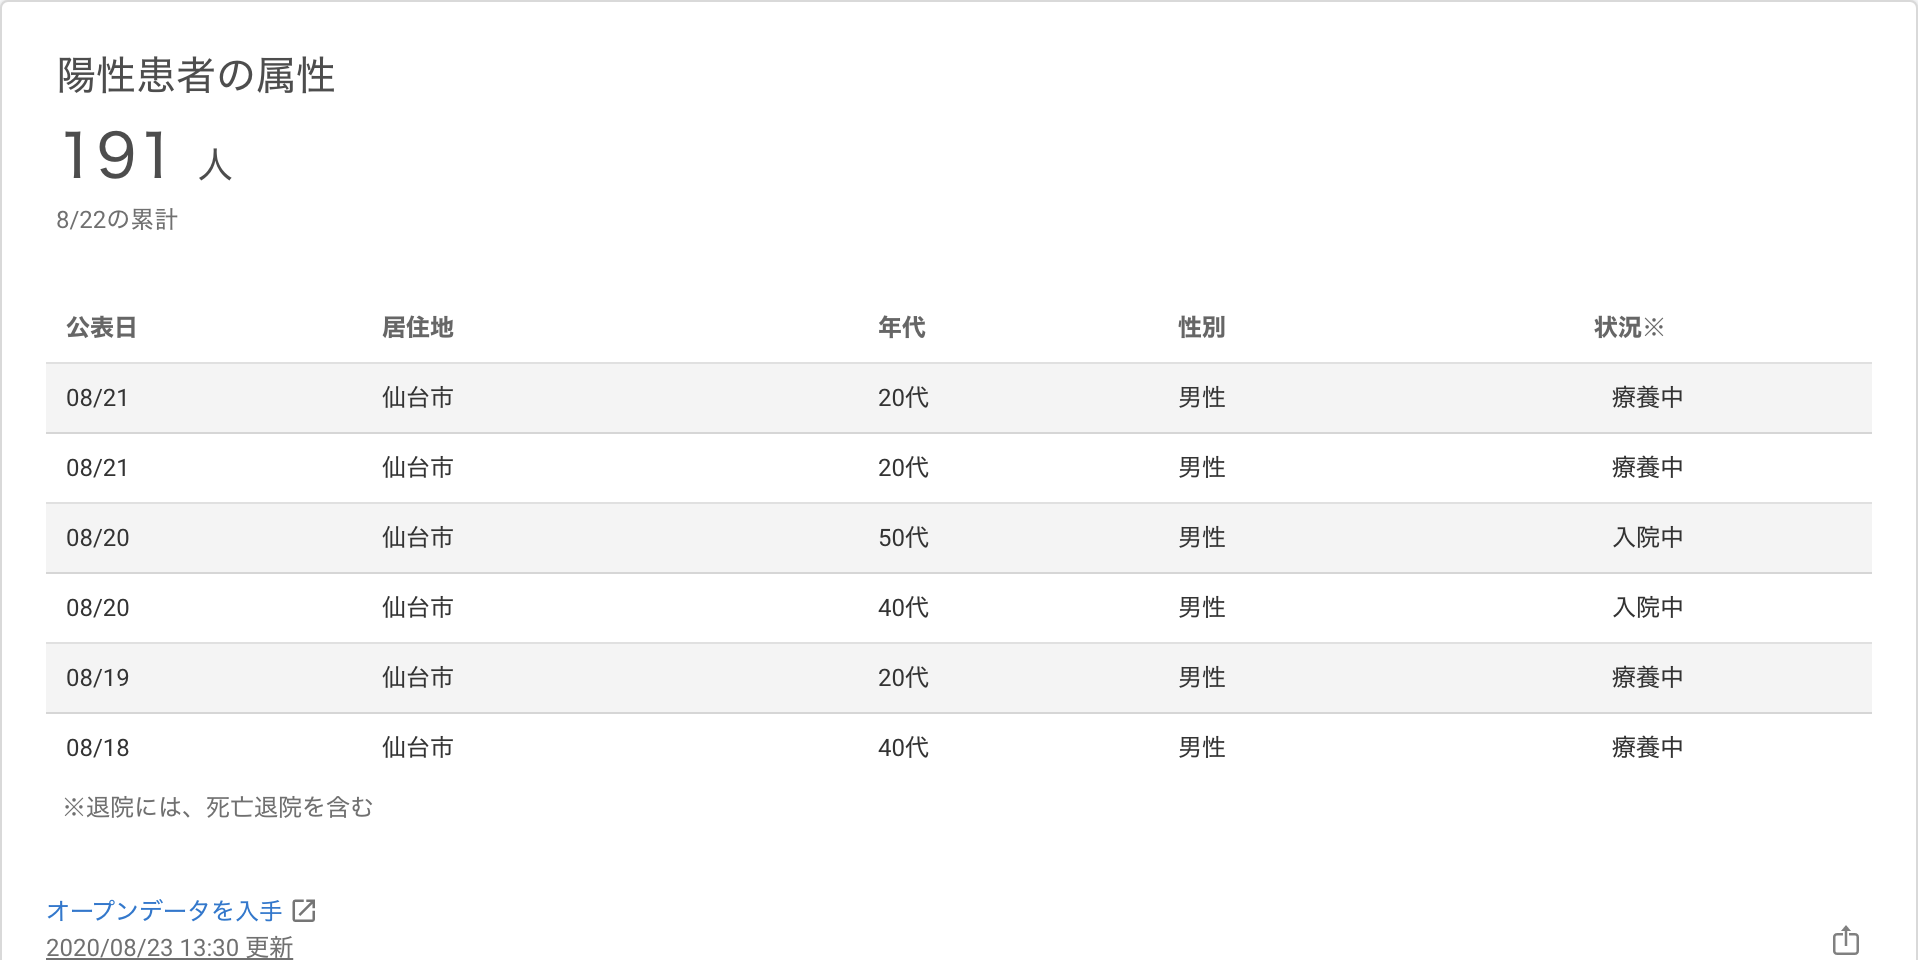 陽性患者の属性
191 人
8/22の累計
公表日 居住地 年代 性別 状況※
08/21 仙台市 20代 男性 療養中
08/21 仙台市 20代 男性 療養中
08/20 仙台市 50代 男性 入院中
08/20 仙台市 40代 男性 入院中
08/19 仙台市 20代 男性 療養中
08/18 仙台市 40代 男性 療養中
※退院には、死亡退院を含む
オープンデータを入手
2020/08/23 13:30 更新